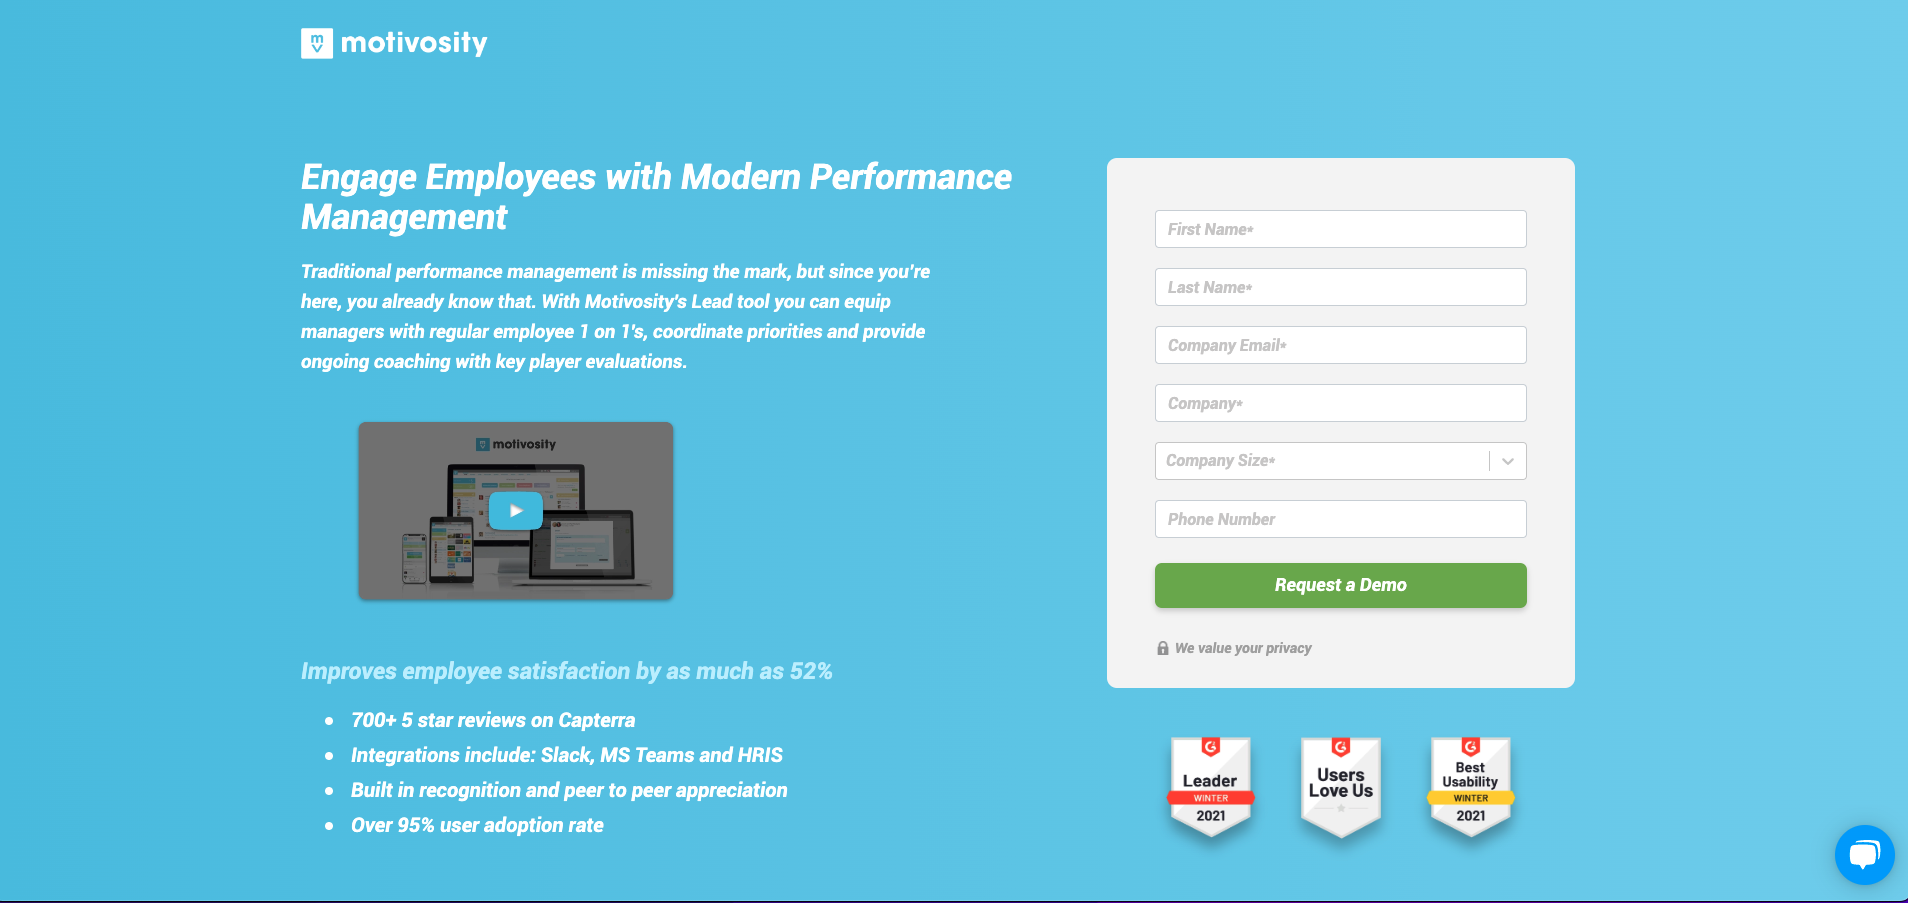 motivosity
Engage Employees with Modern Performance
Management
Traditional performance management is missing the mark, but since you're
here, you already know that. With Motivosity's Lead tool you can equip
managers with regular employee 1 on 1's, coordinate priorities and provide
ongoing coaching with key player evaluations.
motivosity
Improves employee satisfaction by as much as 52%
700+ 5 star reviews on Capterra
Integrations include: Slack, MS Teams and HRIS
Built in recognition and peer to peer appreciation
Over 95% user adoption rate
First Name*
Last Name*
Company Email*
Company*
Company Size*
Phone Number
Request a Demo
We value your privacy
Leader
WINTER
2021
Users
Love Us
Best
Usability
WINTER
2021